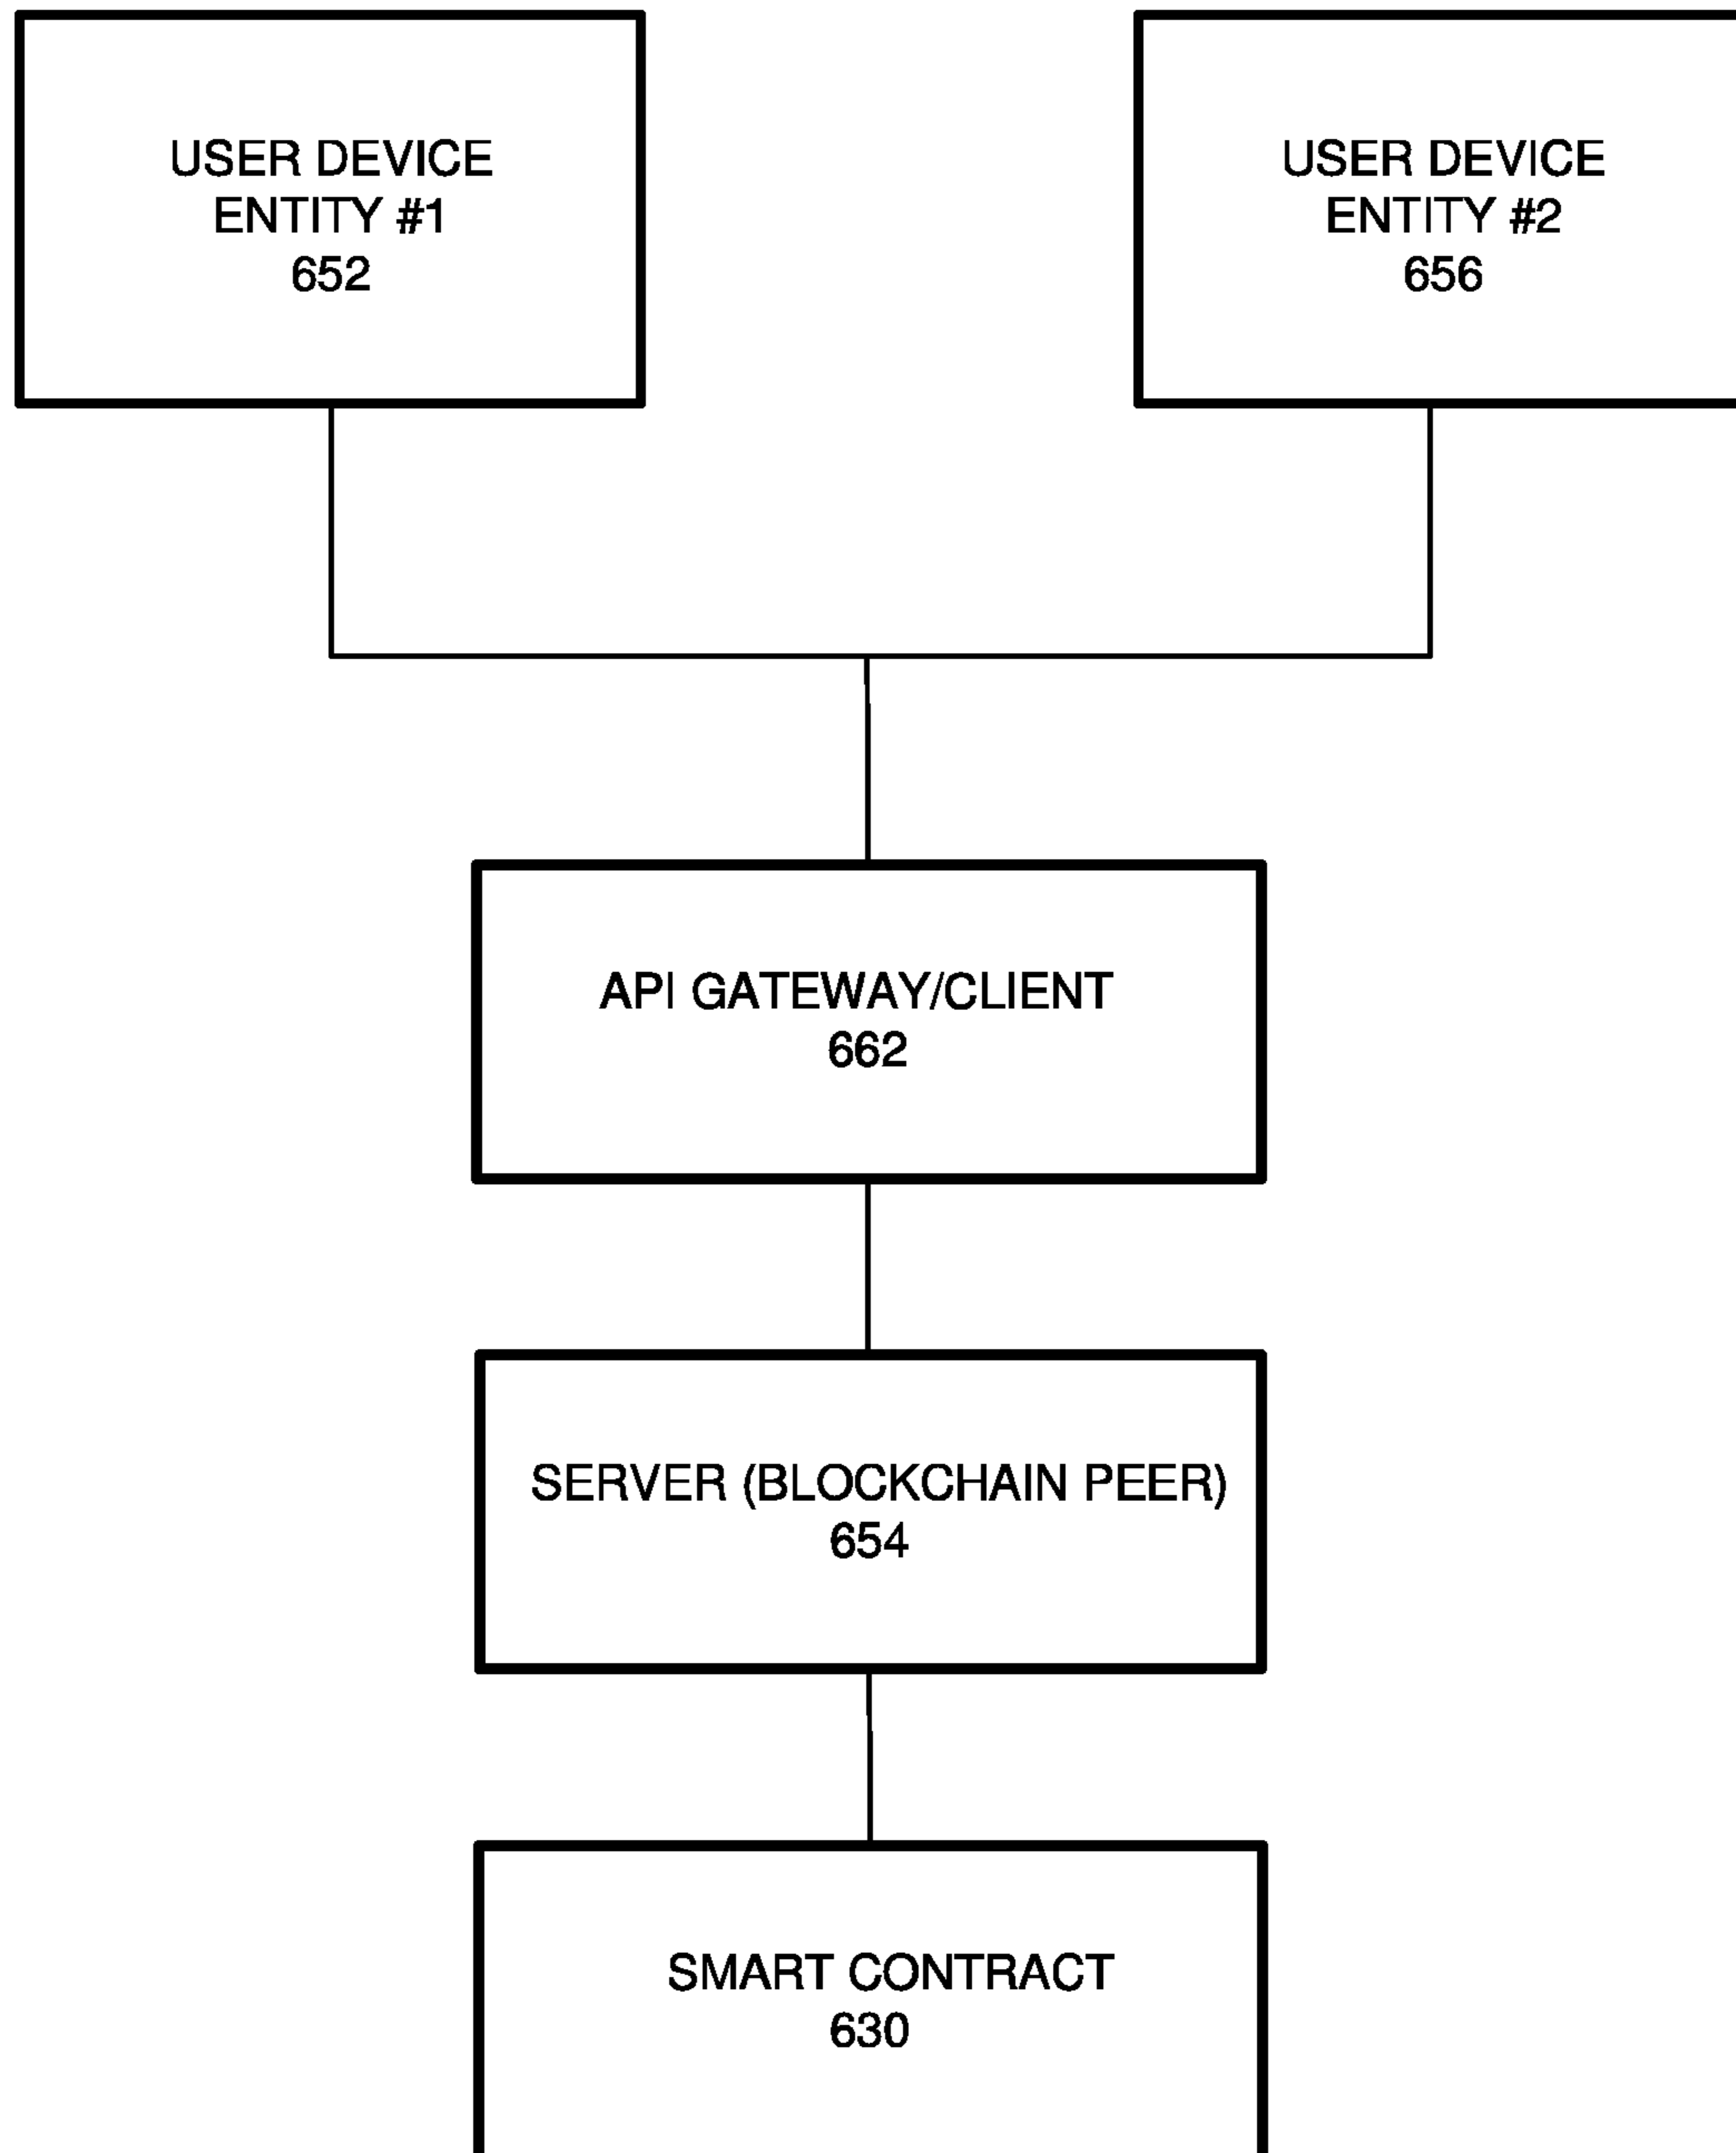 USER DEVICE
ENTITY #1
652
USER DEVICE
ENTITY #2
656
API GATEWAY/CLIENT
662
SERVER (BLOCKCHAIN PEER)
654
SMART CONTRACT
630